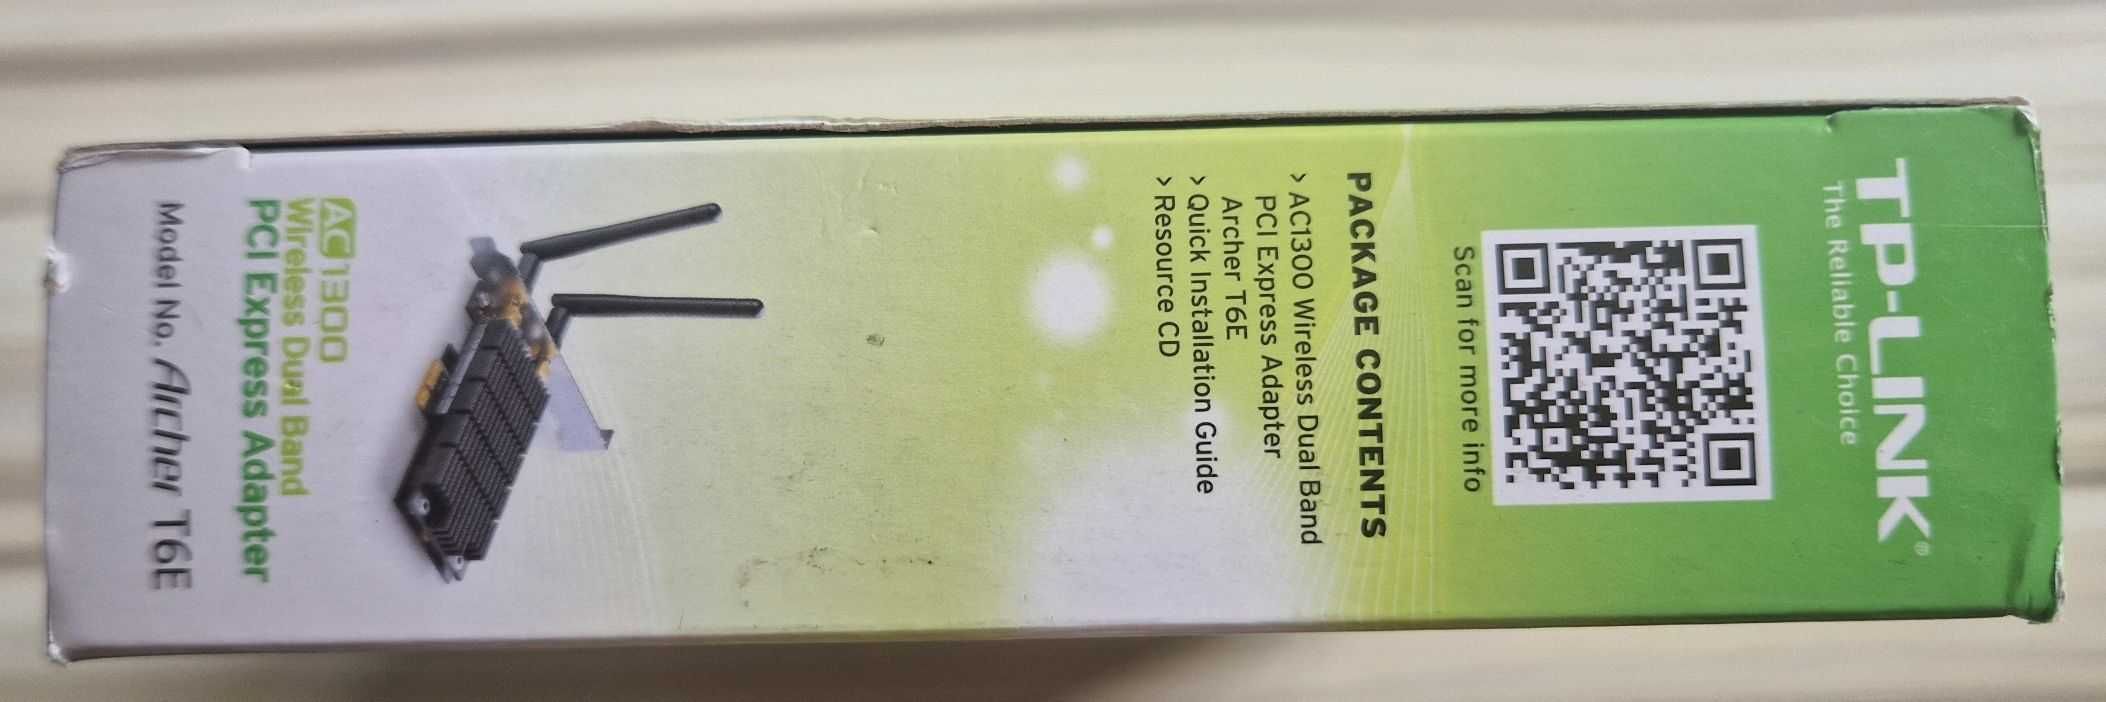 TP-LINK®
The Reliable Choice
Scan for more info
PACKAGE CONTENTS
> AC1300 Wireless Dual Band
PCI Express Adapter
Archer T6E
> Quick Installation Guide
> Resource CD
AC1300
Wireless Dual Band
PCI Express Adapter
Model No. Archer T6E